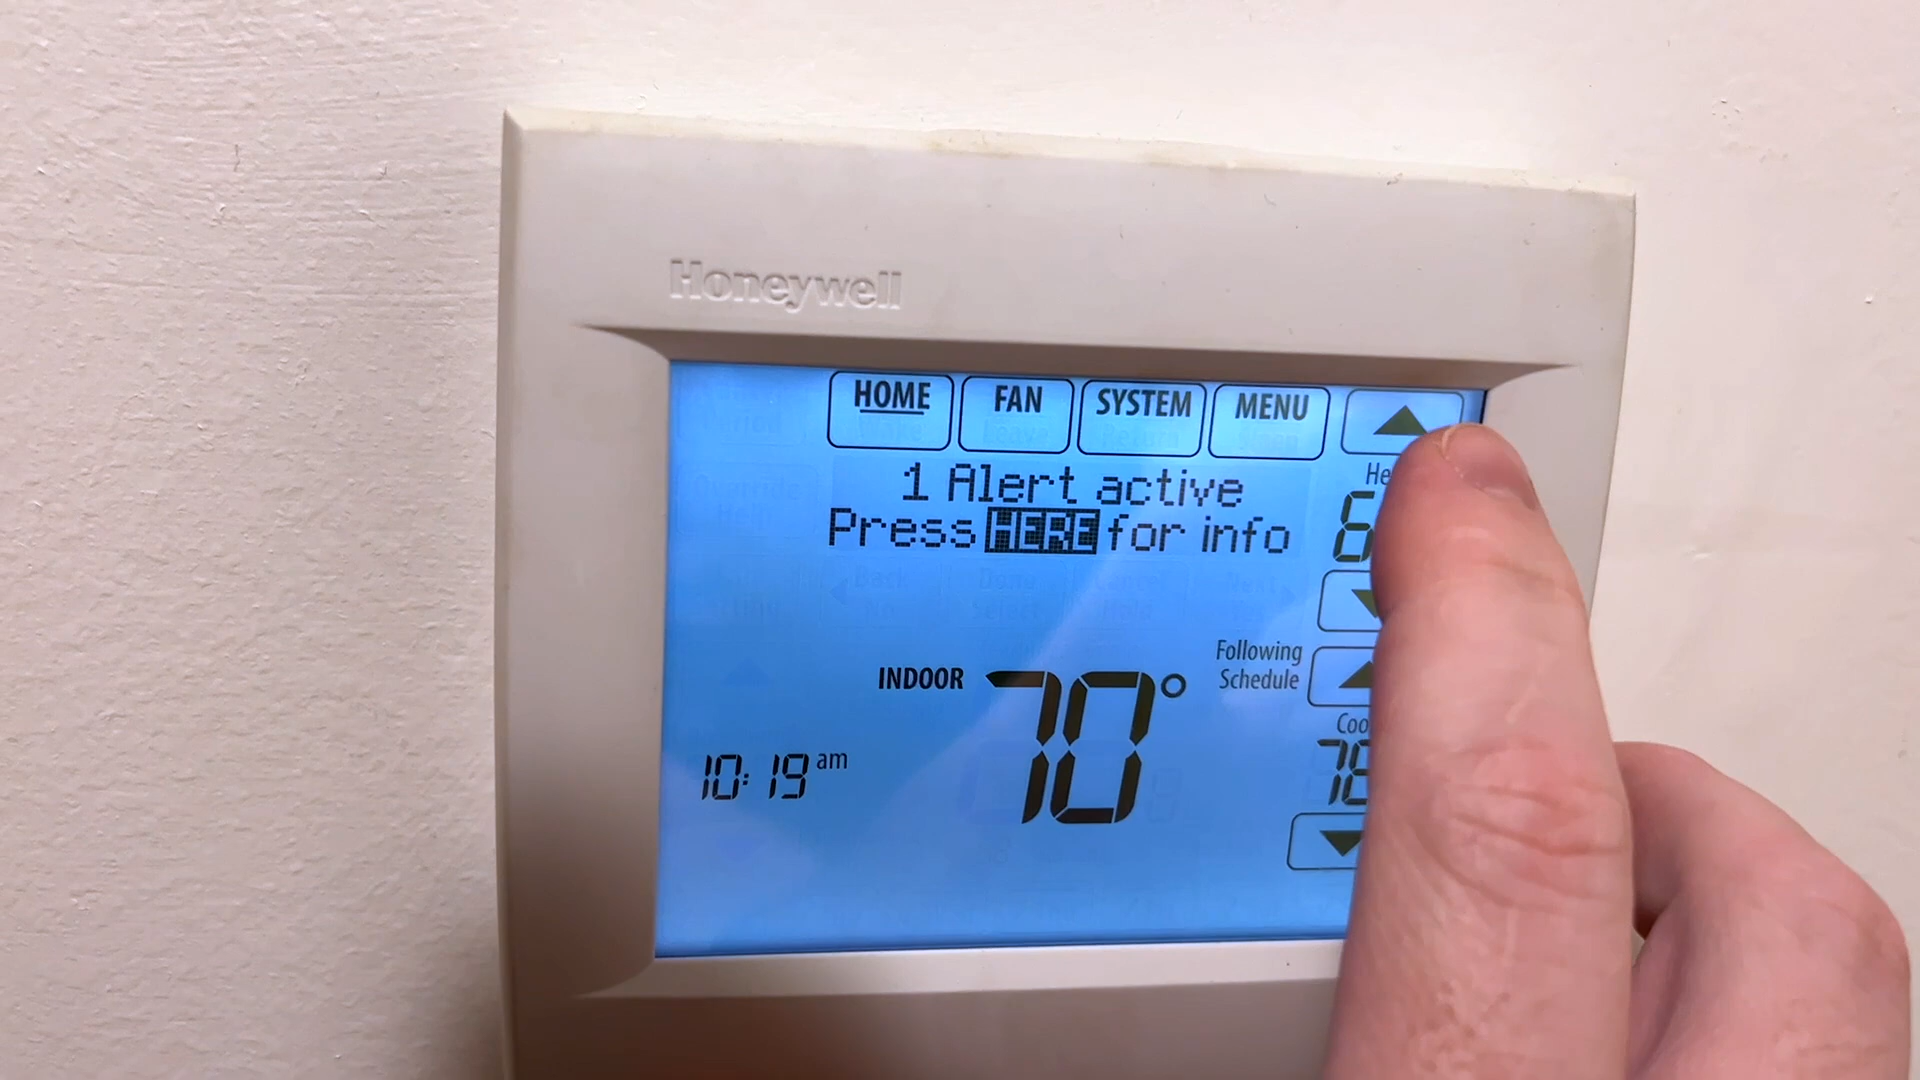 Honeywell
HOME FAN SYSTEM MENU
1 Alert active
Press HERE for info
Following
Schedule
INDOOR 70°
10:19 am